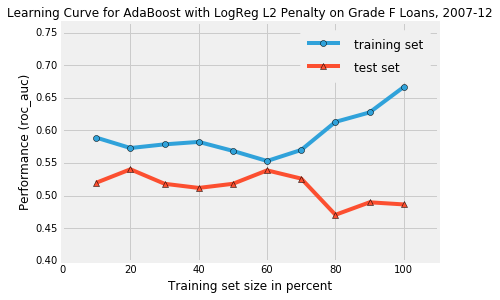 Learning Curve for AdaBoost with LogReg L2 Penalty on Grade F Loans, 2007-12
0.75
training set
0.70
test set
0.65
0.60
0.55
0.50
0.45
0.40
Performance (roc_auc)
0
20
40
60
80
100
Training set size in percent